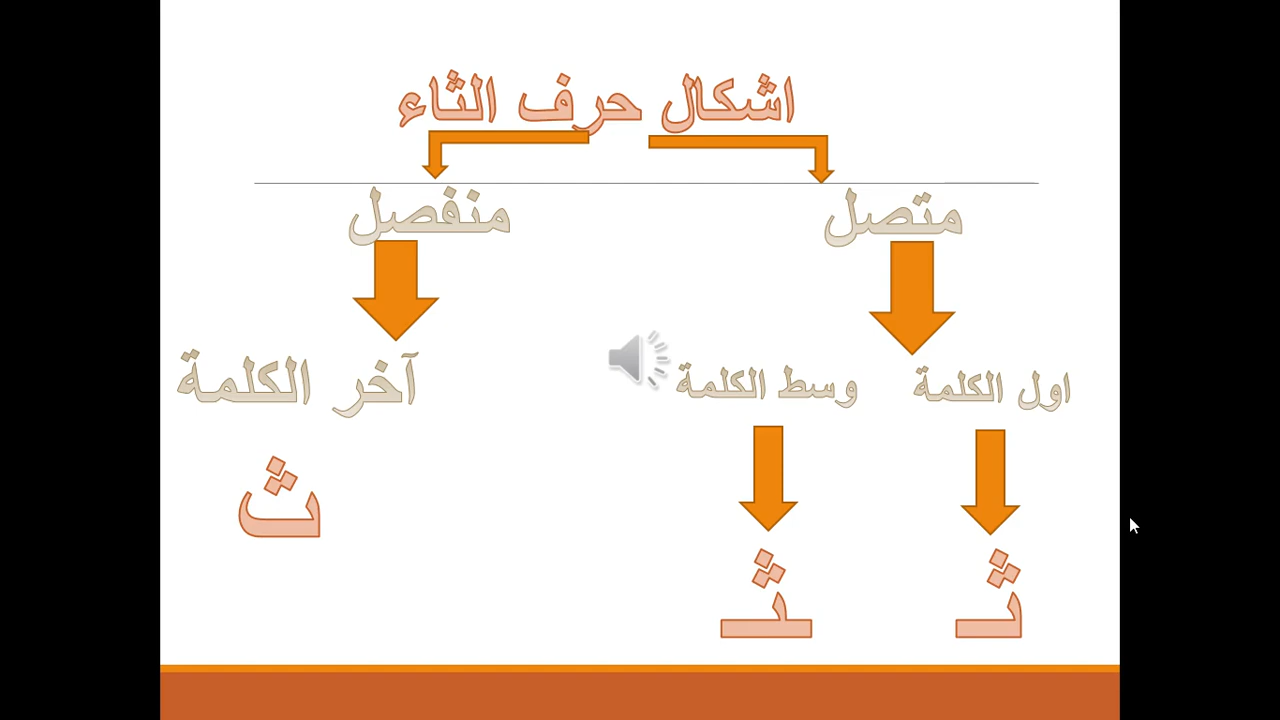 اشكال حرف الثاء
متصل
منفصل
اول الكلمة
وسط الكلمة
آخر الكلمة
ثـ
ـثـ
ث